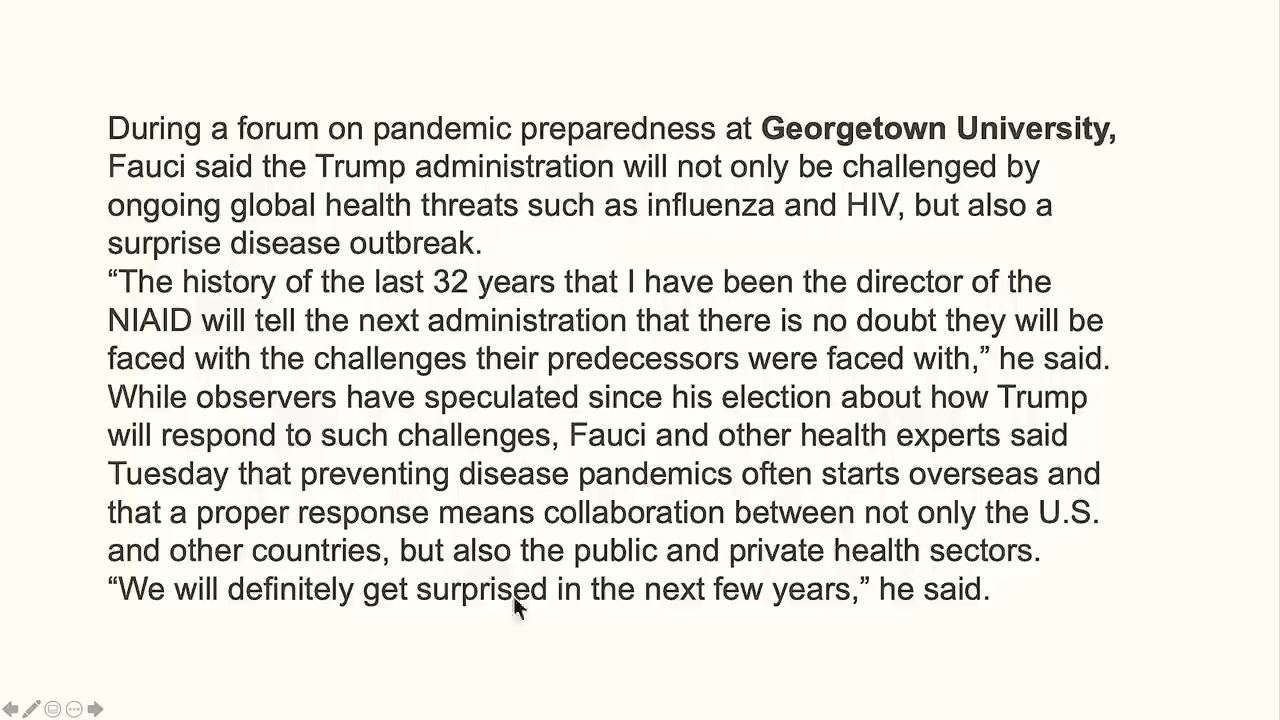 During a forum on pandemic preparedness at Georgetown University,
Fauci said the Trump administration will not only be challenged by
ongoing global health threats such as influenza and HIV, but also a
surprise disease outbreak.
“The history of the last 32 years that I have been the director of the
NIAID will tell the next administration that there is no doubt they will be
faced with the challenges their predecessors were faced with,” he said.
While observers have speculated since his election about how Trump
will respond to such challenges, Fauci and other health experts said
Tuesday that preventing disease pandemics often starts overseas and
that a proper response means collaboration between not only the U.S.
and other countries, but also the public and private health sectors.
“We will definitely get surprised in the next few years,” he said.